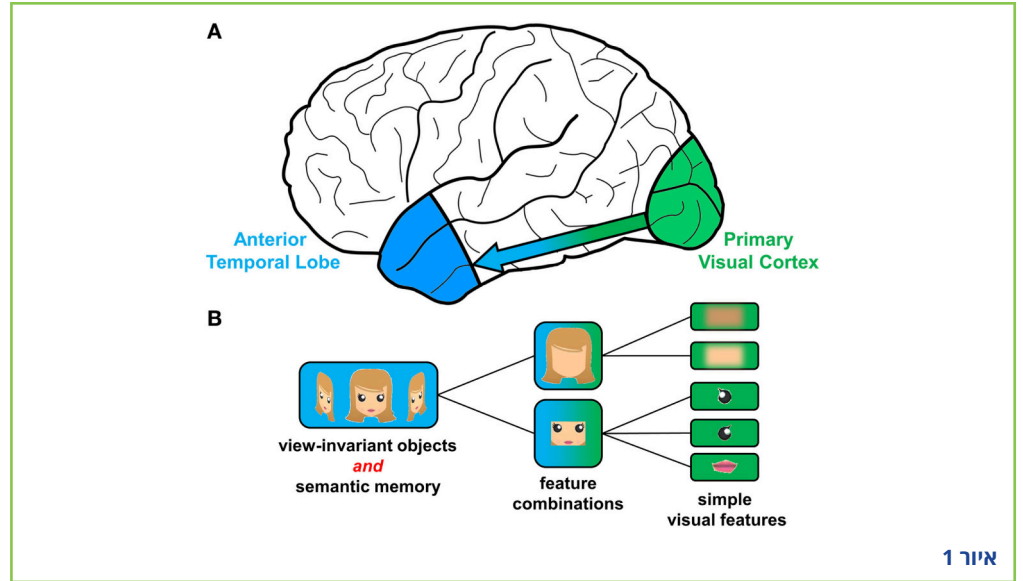 A
Anterior
Temporal Lobe
Primary
Visual Cortex
B
view-invariant objects
and
semantic memory
feature
combinations
simple
visual features
איור 1